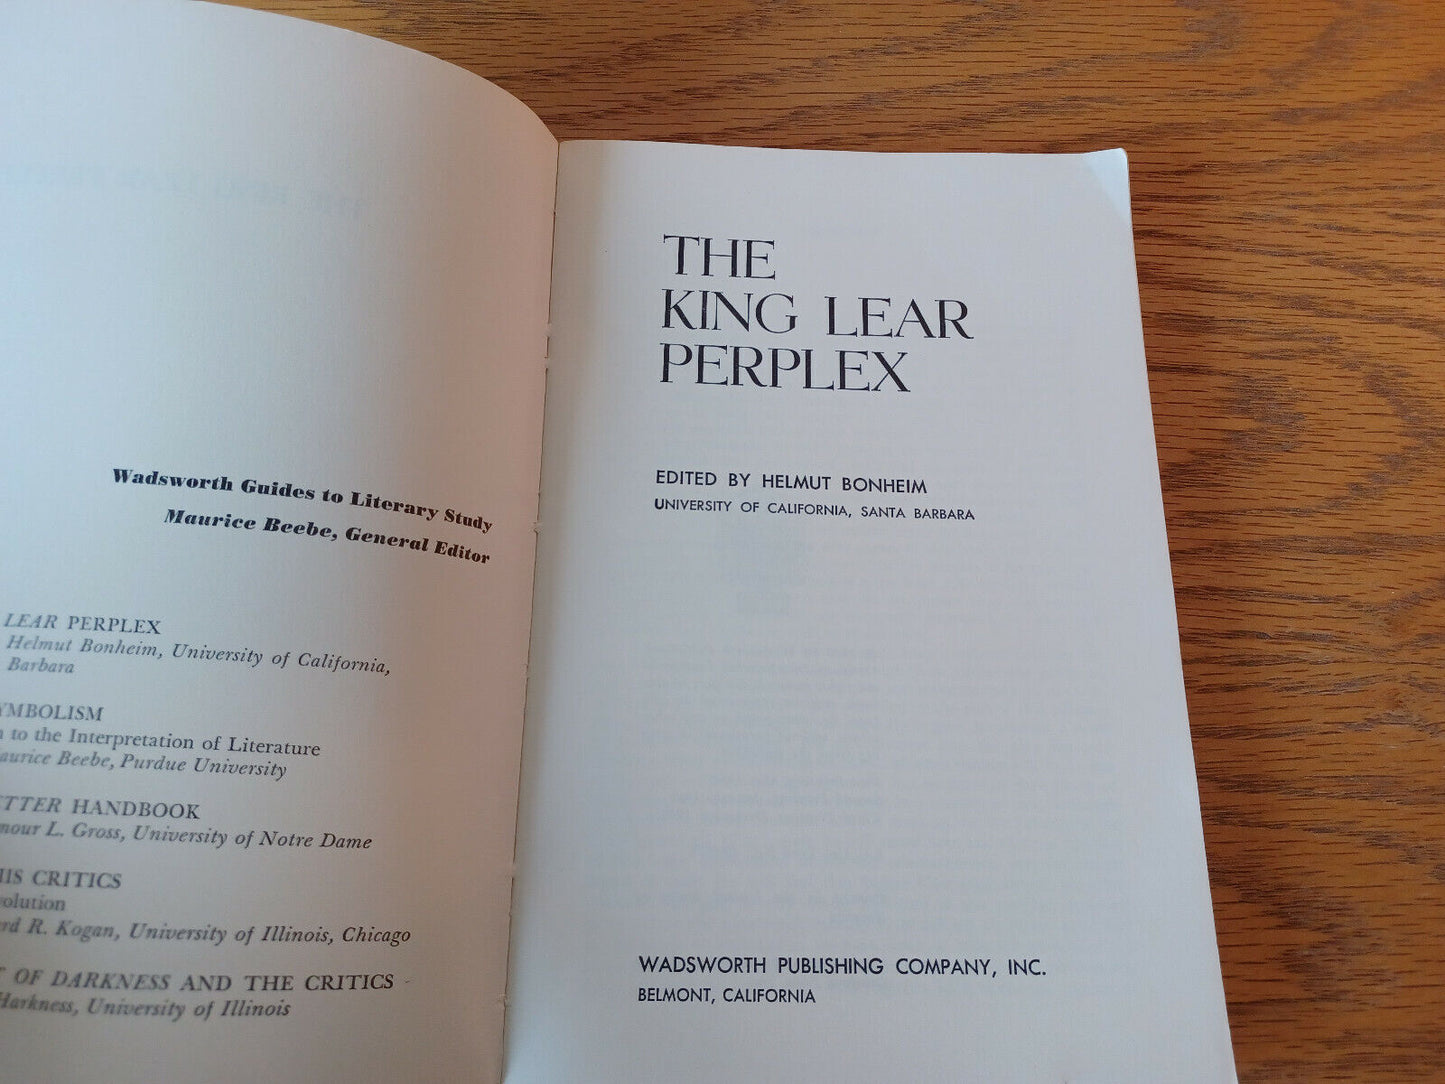 Wadsworth Guides to Literary Study
Maurice Beebe, General Editor
LEAR PERPLEX
Helmut Bonheim, University of California,
Barbara
YMBOLISM
to the Interpretation of Literature
aurice Beebe, Purdue University
ETTER HANDBOOK
mour L. Gross, University of Notre Dame
HIS CRITICS
volution
rd R. Kogan, University of Illinois, Chicago
OF DARKNESS AND THE CRITICS
Harkness, University of Illinois
THE
KING LEAR
PERPLEX
EDITED BY HELMUT BONHEIM
UNIVERSITY OF CALIFORNIA, SANTA BARBARA
WADSWORTH PUBLISHING COMPANY, INC.
BELMONT, CALIFORNIA